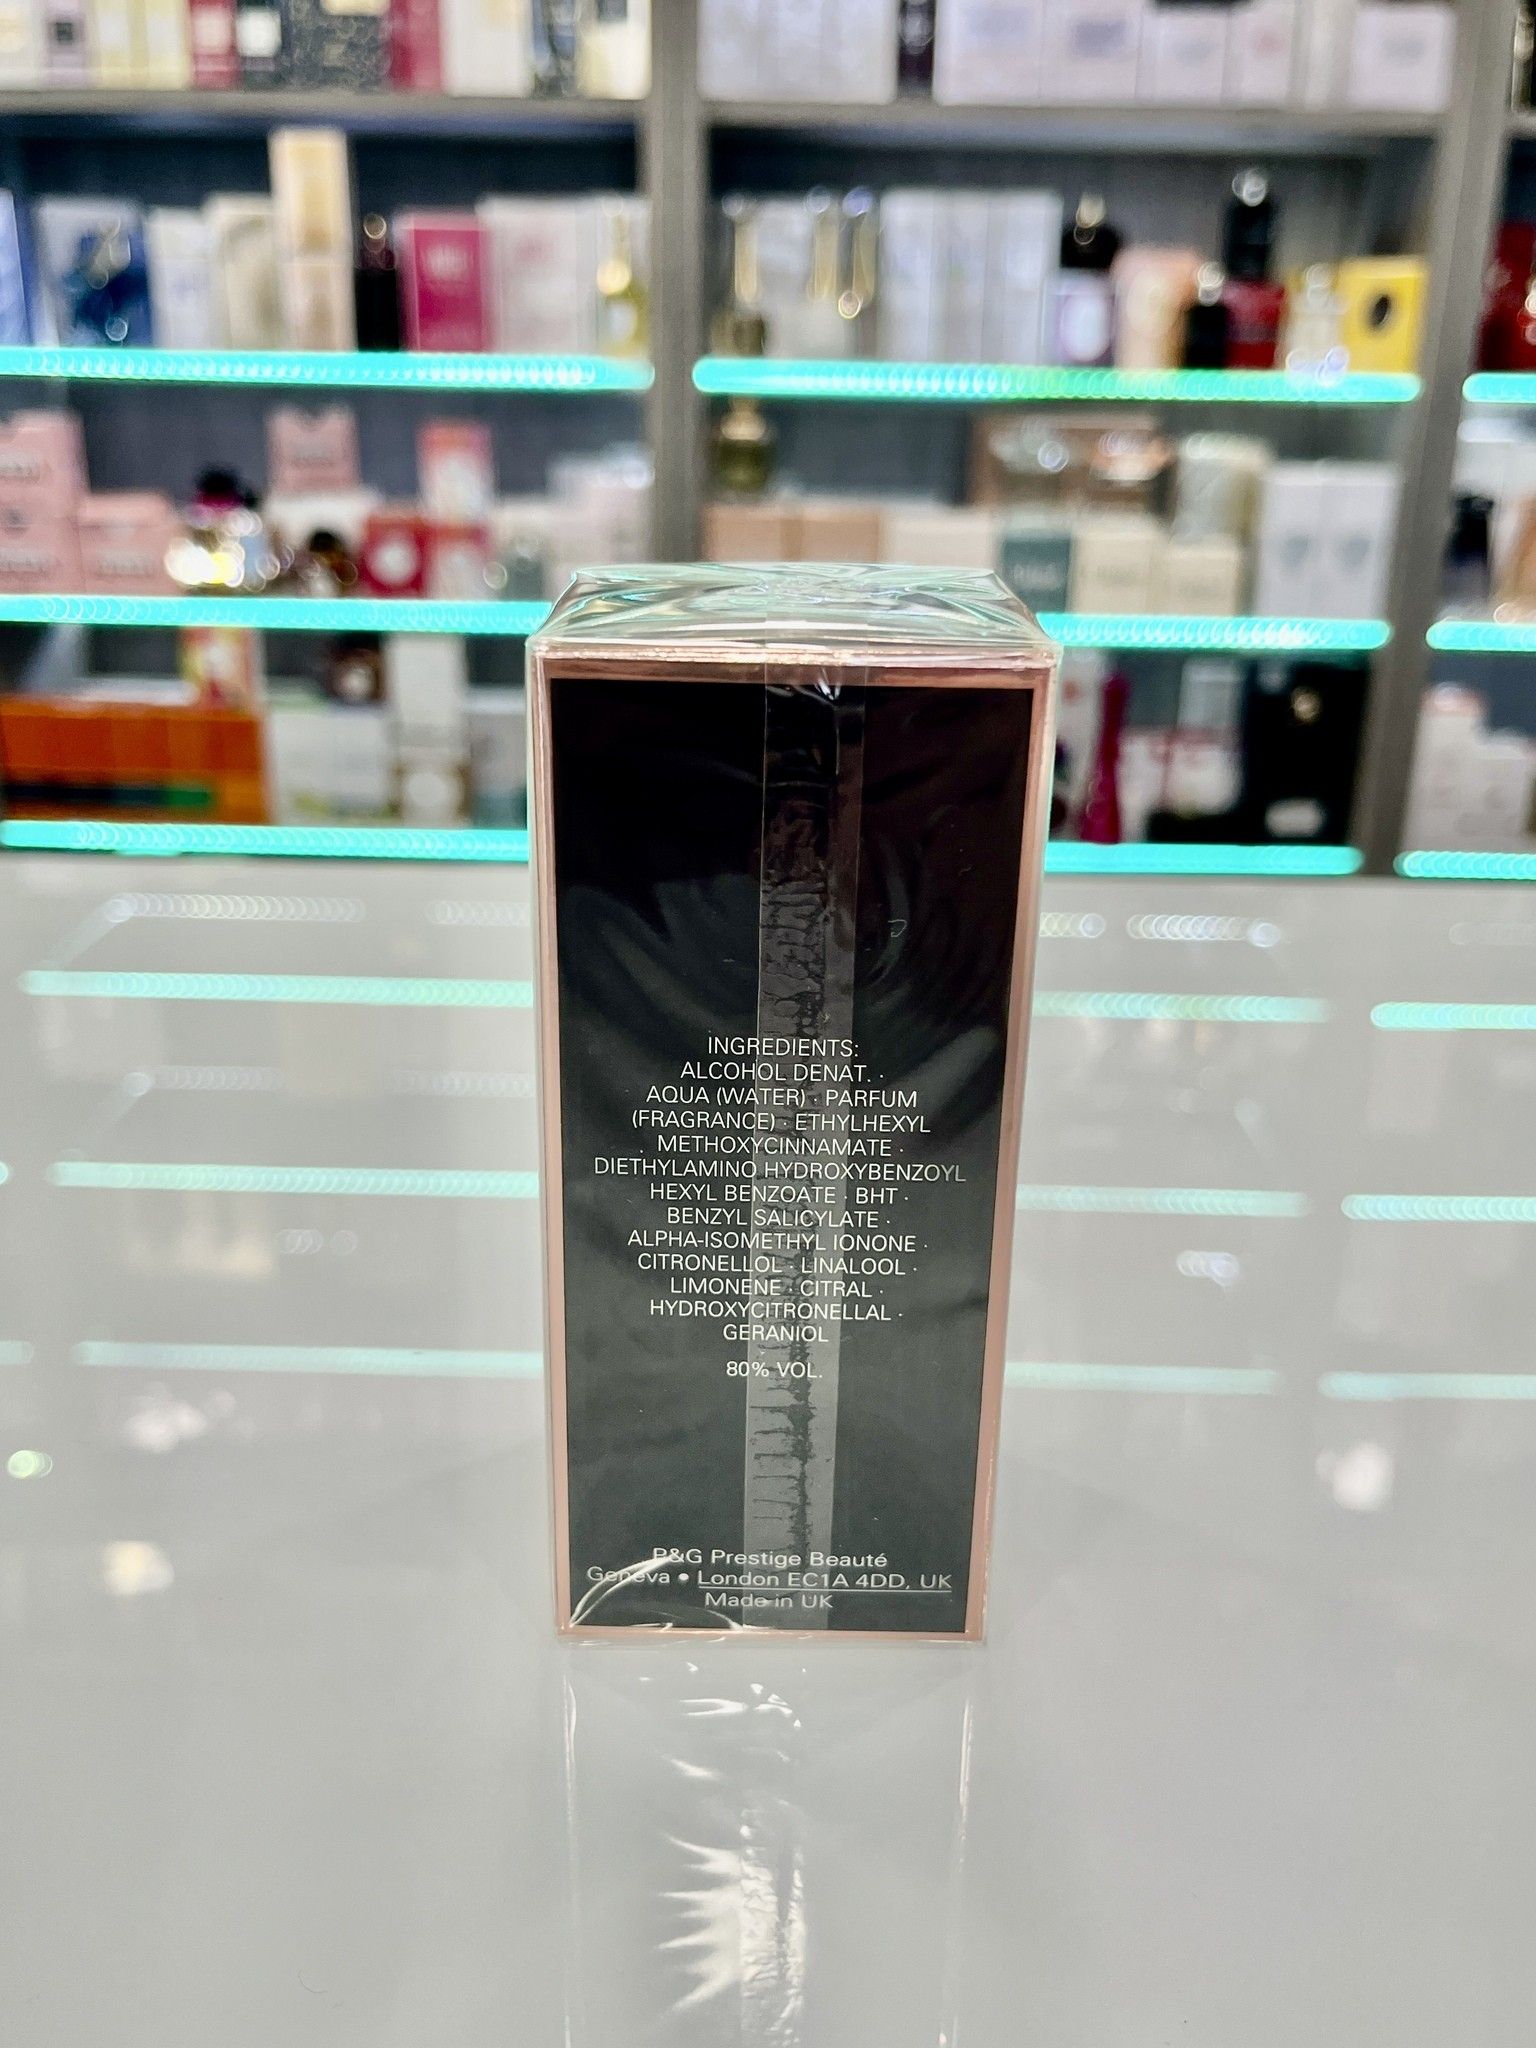 INGREDIENTS:
ALCOHOL DENAT. ·
AQUA (WATER) · PARFUM
(FRAGRANCE) · ETHYLHEXYL
METHOXYCINNAMATE ·
DIETHYLAMINO HYDROXYBENZOYL
HEXYL BENZOATE · BHT ·
BENZYL SALICYLATE ·
ALPHA-ISOMETHYL IONONE ·
CITRONELLOL · LINALOOL ·
LIMONENE · CITRAL ·
HYDROXYCITRONELLAL ·
GERANIOL
80% VOL.
P&G Prestige Beauté
Geneva • London EC1A 4DD, UK
Made in UK